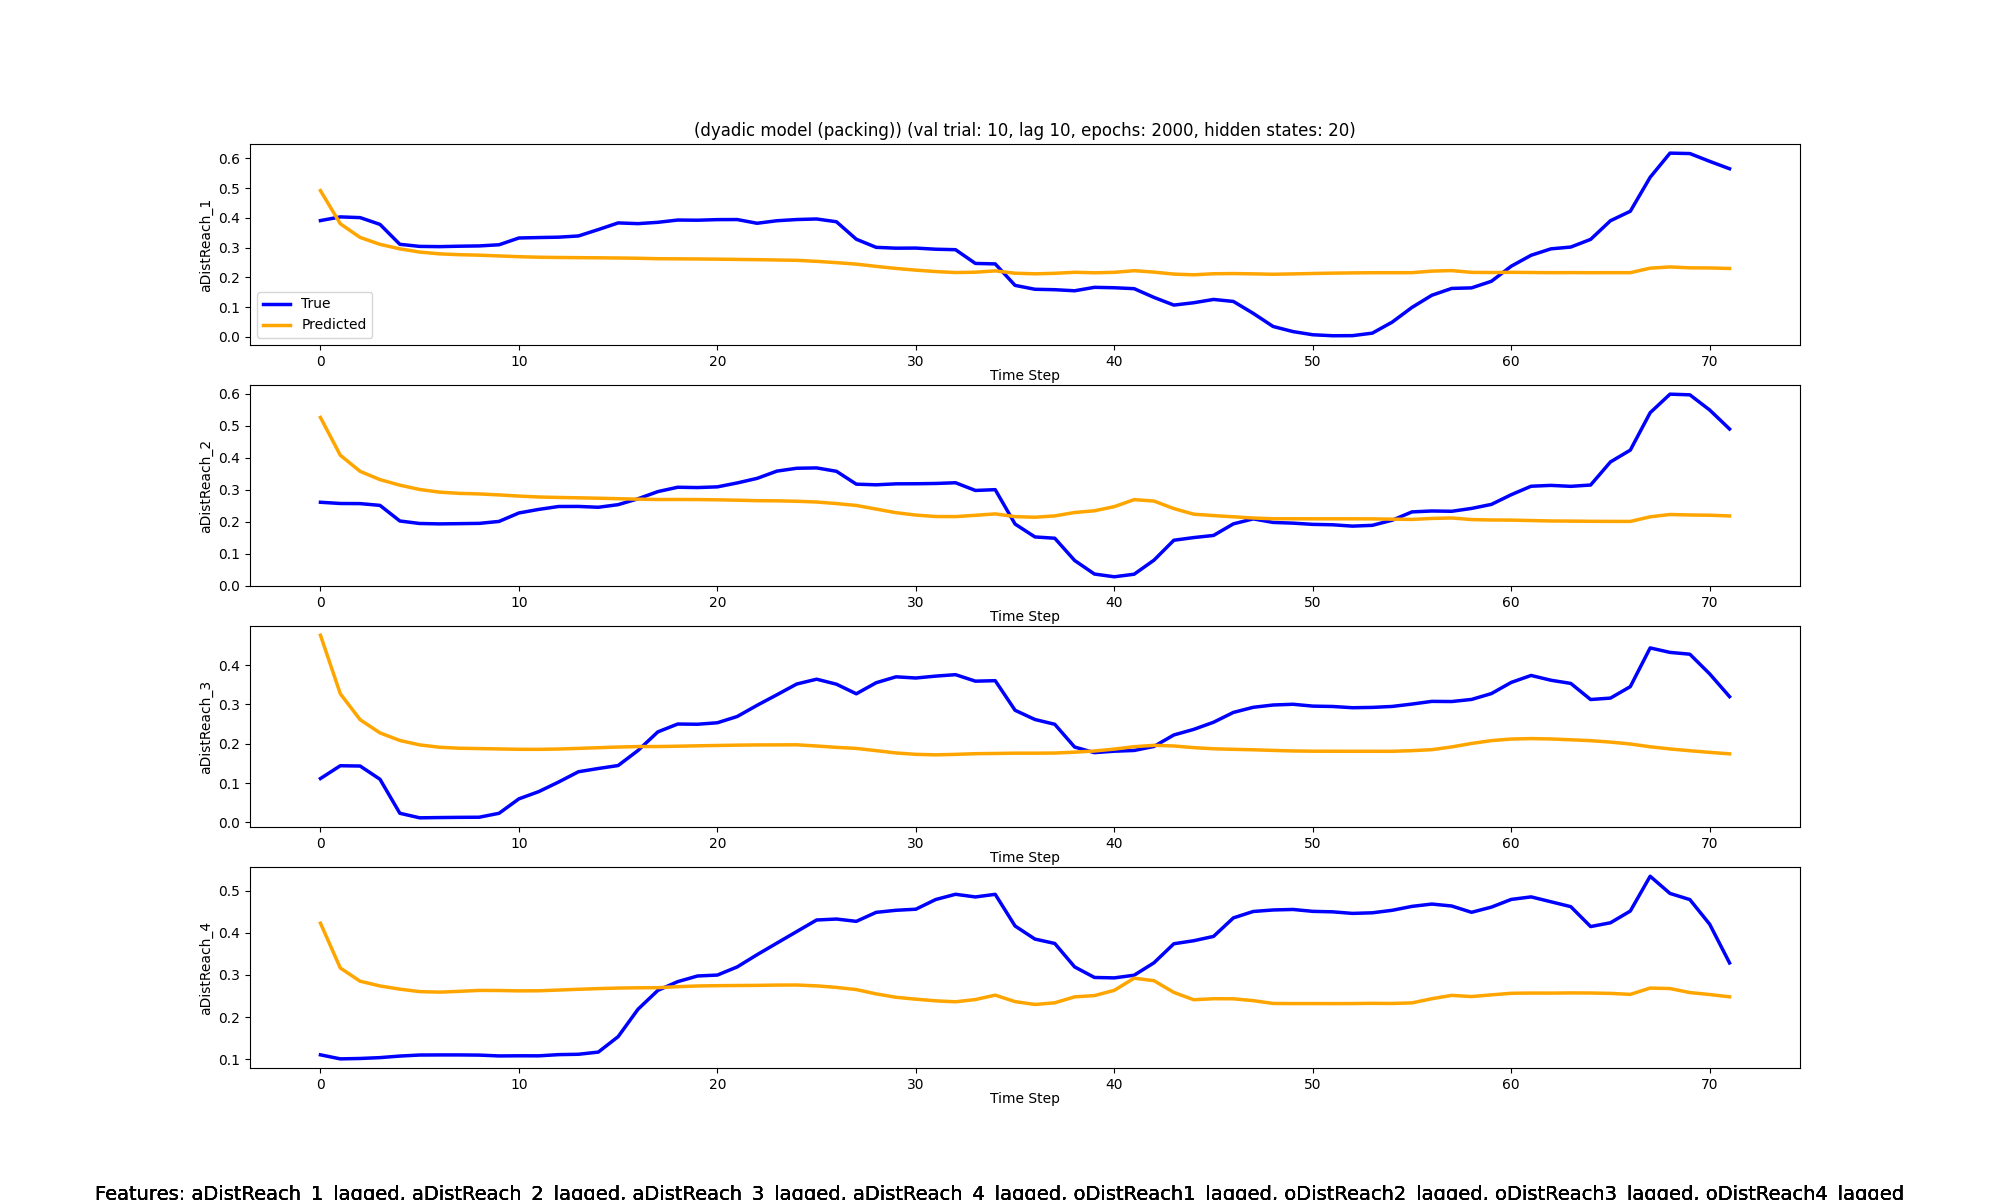 (dyadic model (packing)) (val trial: 10, lag 10, epochs: 2000, hidden states: 20)
0.6
0.5
0.4
0.3
0.2
0.1
0.0
aDistReach_1
True
Predicted
0 10 20 30 40 50 60 70
Time Step
0.6
0.5
0.4
0.3
0.2
0.1
0.0
aDistReach_2
0 10 20 30 40 50 60 70
Time Step
0.4
0.3
0.2
0.1
0.0
aDistReach_3
0 10 20 30 40 50 60 70
Time Step
0.5
0.4
0.3
0.2
0.1
aDistReach_4
0 10 20 30 40 50 60 70
Time Step
Features: aDistReach_1_lagged, aDistReach_2_lagged, aDistReach_3_lagged, aDistReach_4_lagged, oDistReach1_lagged, oDistReach2_lagged, oDistReach3_lagged, oDistReach4_lagged